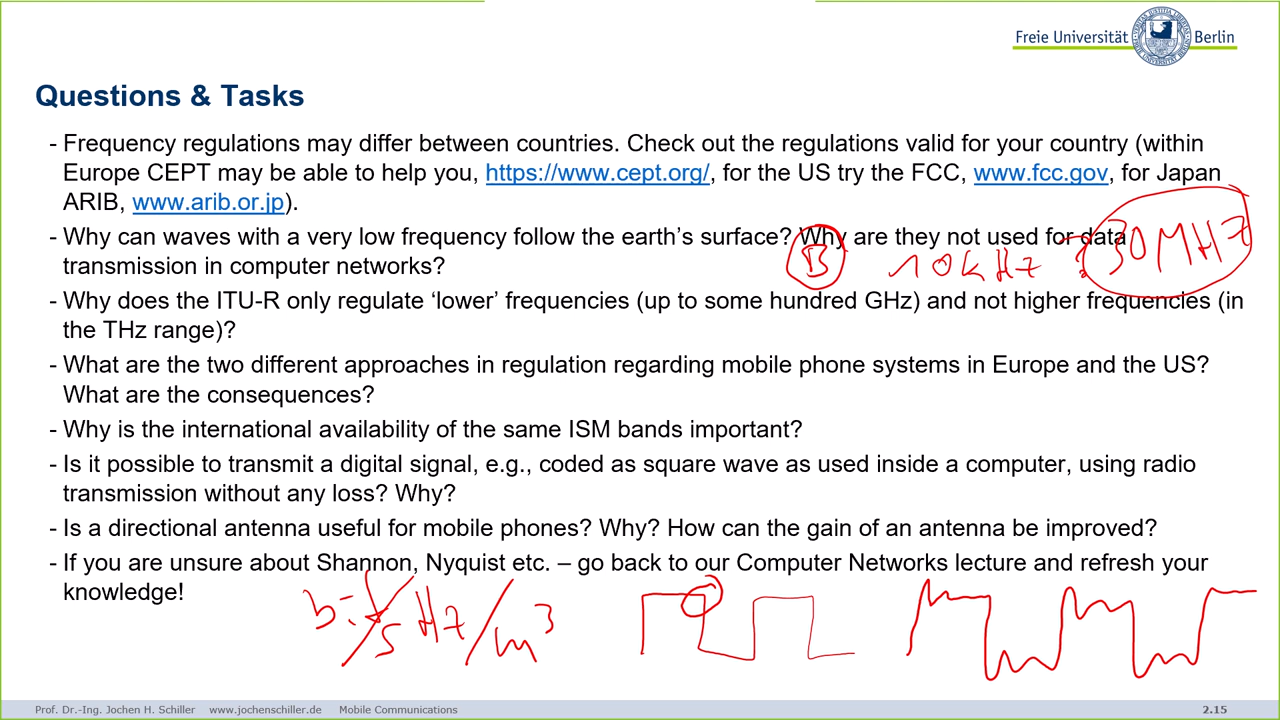 Freie Universität Berlin
Questions & Tasks
- Frequency regulations may differ between countries. Check out the regulations valid for your country (within
Europe CEPT may be able to help you, https://www.cept.org/, for the US try the FCC, www.fcc.gov, for Japan
ARIB, www.arib.or.jp).
- Why can waves with a very low frequency follow the earth's surface? Why are they not used for data
transmission in computer networks?
B 10kHz 30MHz
- Why does the ITU-R only regulate ‘lower’ frequencies (up to some hundred GHz) and not higher frequencies (in
the THz range)?
- What are the two different approaches in regulation regarding mobile phone systems in Europe and the US?
What are the consequences?
- Why is the international availability of the same ISM bands important?
- Is it possible to transmit a digital signal, e.g., coded as square wave as used inside a computer, using radio
transmission without any loss? Why?
- Is a directional antenna useful for mobile phones? Why? How can the gain of an antenna be improved?
- If you are unsure about Shannon, Nyquist etc. – go back to our Computer Networks lecture and refresh your
knowledge!
bit/s/Hz/m³
Prof. Dr.-Ing. Jochen H. Schiller www.jochenschiller.de Mobile Communications 2.15